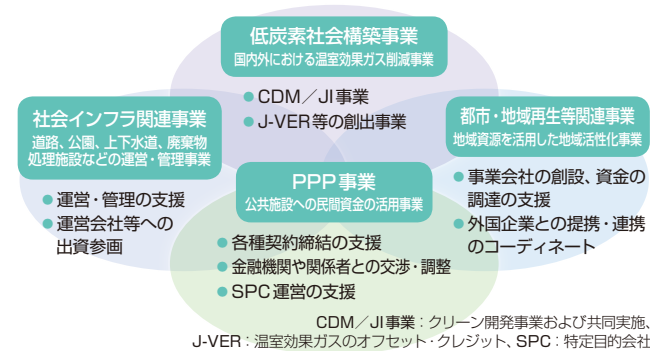 低炭素社会構築事業
国内外における温室効果ガス削減事業
● CDM／JI事業
● J-VER等の創出事業
社会インフラ関連事業
道路、公園、上下水道、廃棄物
処理施設などの運営・管理事業
● 運営・管理の支援
● 運営会社等への
出資参画
都市・地域再生等関連事業
地域資源を活用した地域活性化事業
● 事業会社の創設、資金の
調達の支援
● 外国企業との提携・連携
のコーディネート
PPP事業
公共施設への民間資金の活用事業
● 各種契約締結の支援
● 金融機関や関係者との交渉・調整
● SPC運営の支援
CDM／JI事業：クリーン開発事業および共同実施、
J-VER：温室効果ガスのオフセット・クレジット、SPC：特定目的会社